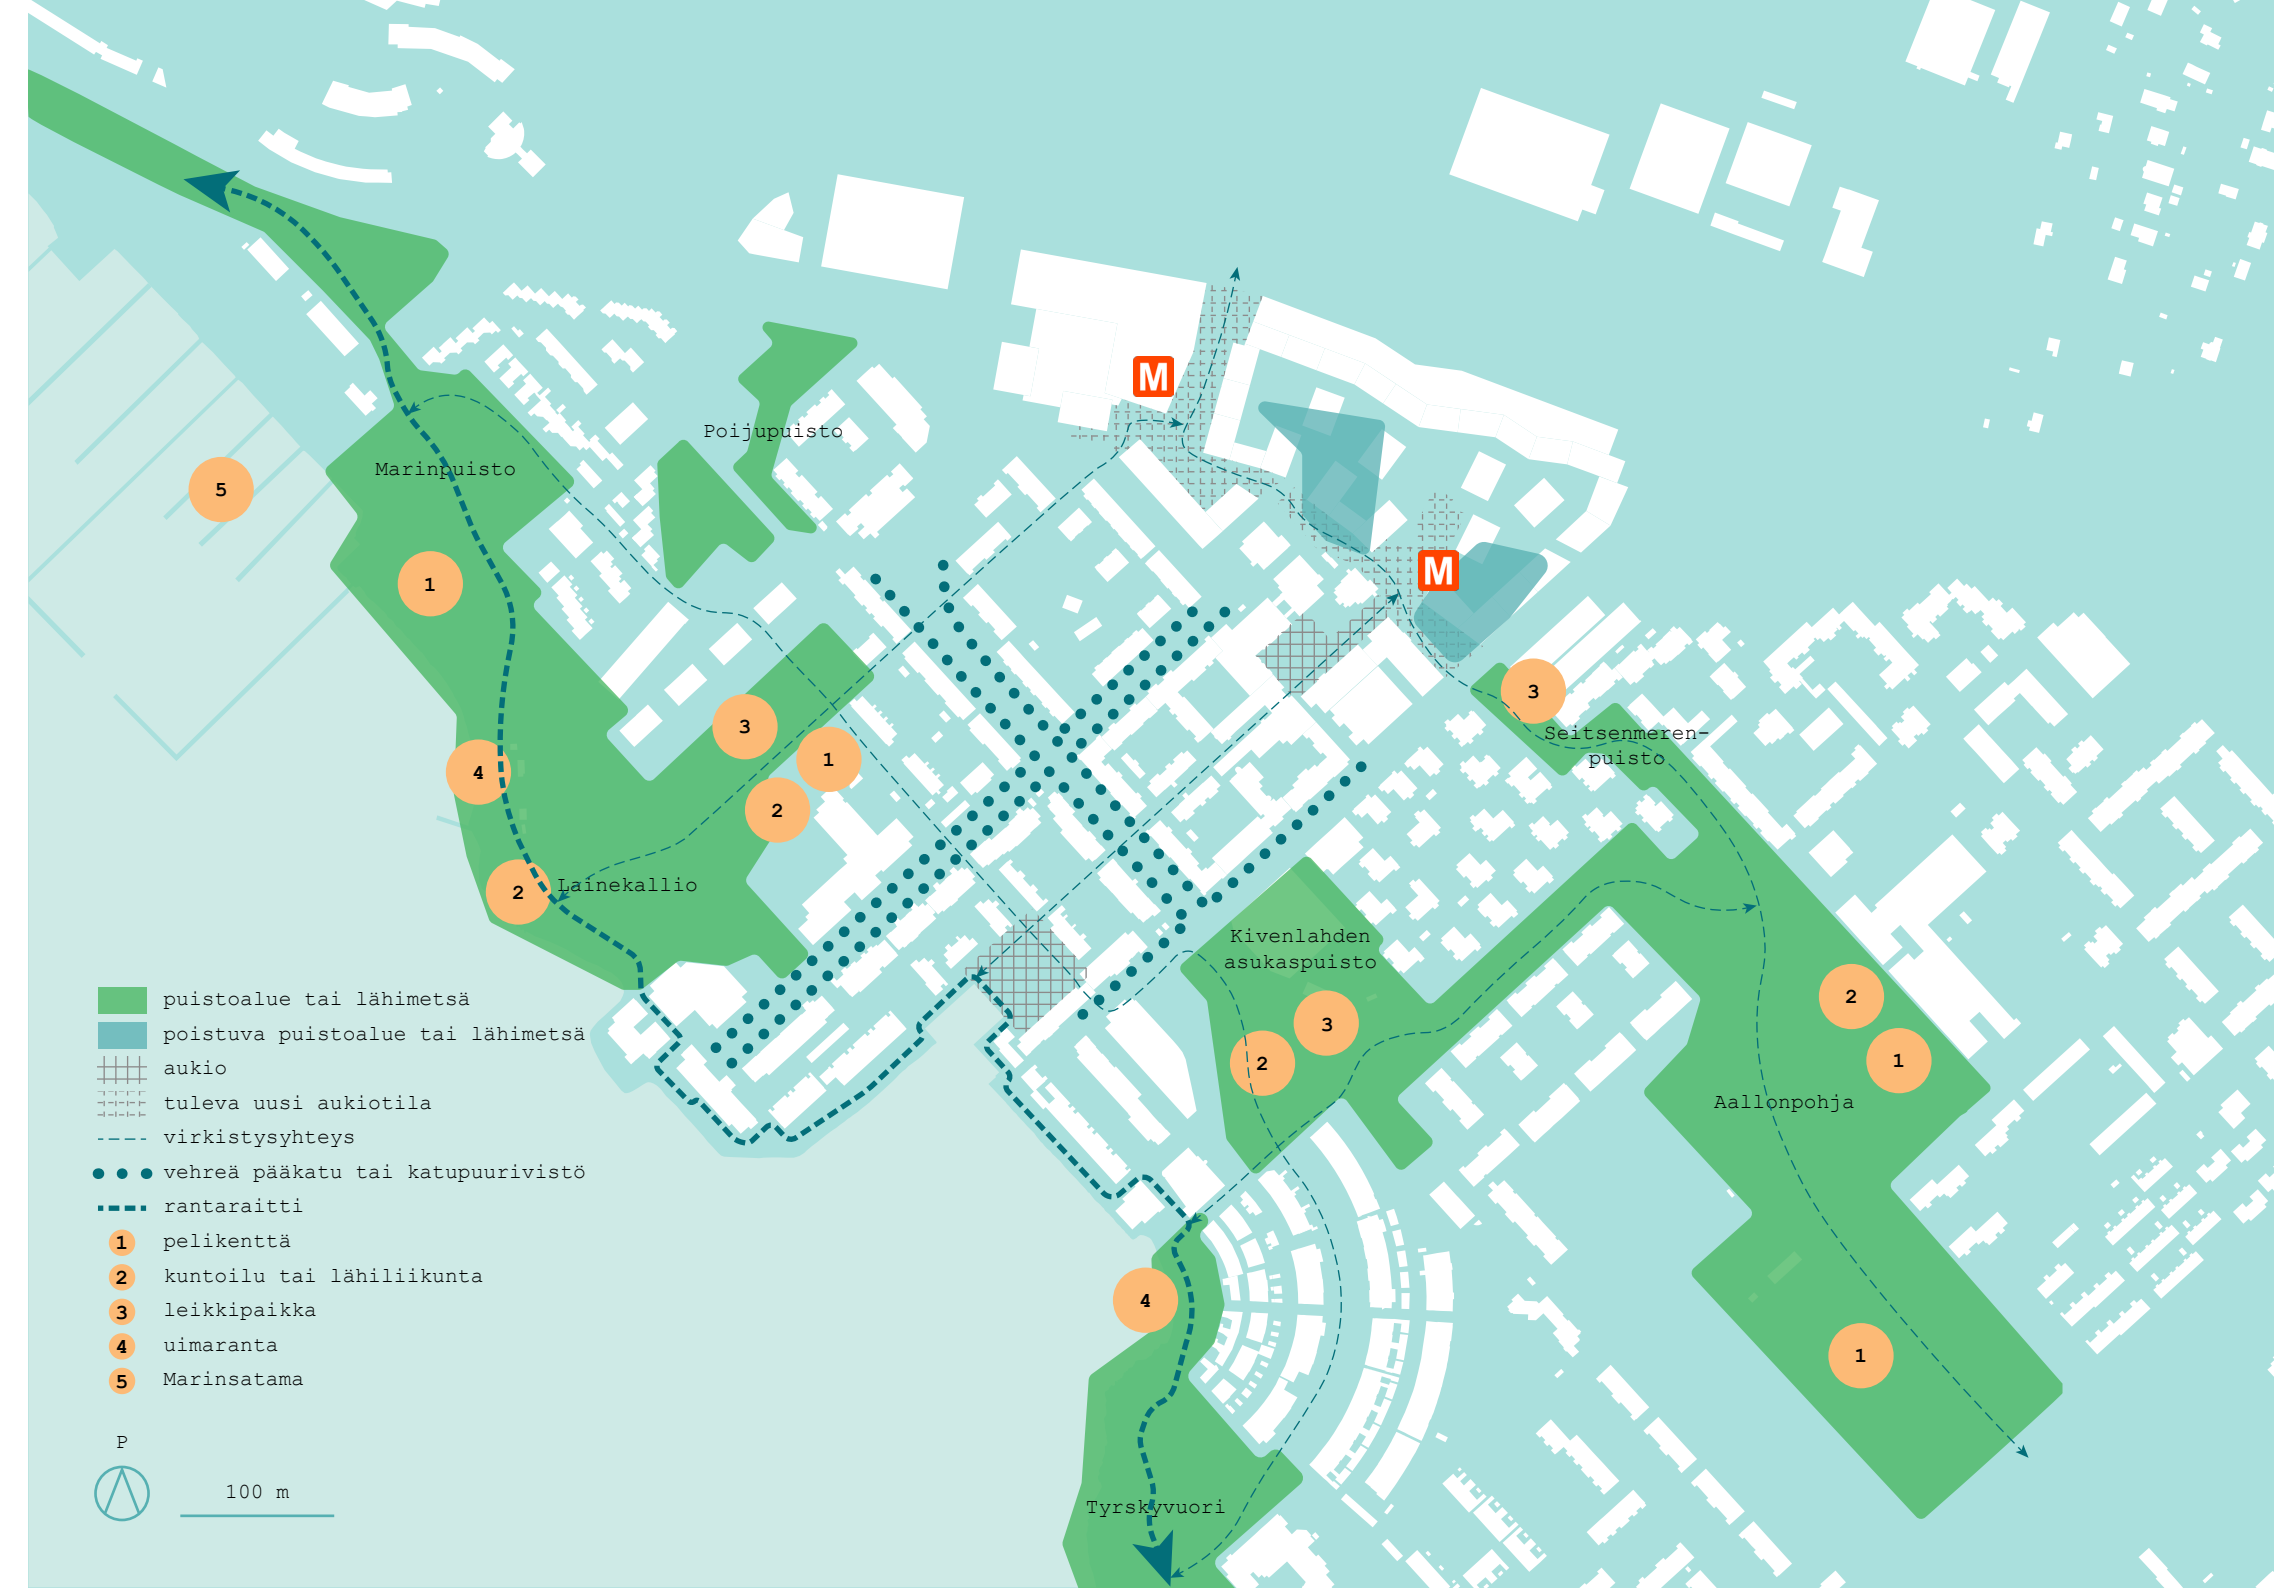 M
Poijupuisto
Marinpuisto
5
M
1
3
3
Seitsenmeren-
puisto
1
4
2
2
Lainekallio
Kivenlahden
asukaspuisto
puistoalue tai lähimetsä
2
3
poistuva puistoalue tai lähimetsä
2
1
aukio
tuleva uusi aukiotila
Aallonpohja
virkistysyhteys
vehreä pääkatu tai katupuurivistö
rantaraitti
1 pelikenttä
2 kuntoilu tai lähiliikunta
4
3 leikkipaikka
4 uimaranta
1
5 Marinsatama
P
100 m
Tyrskyvuori